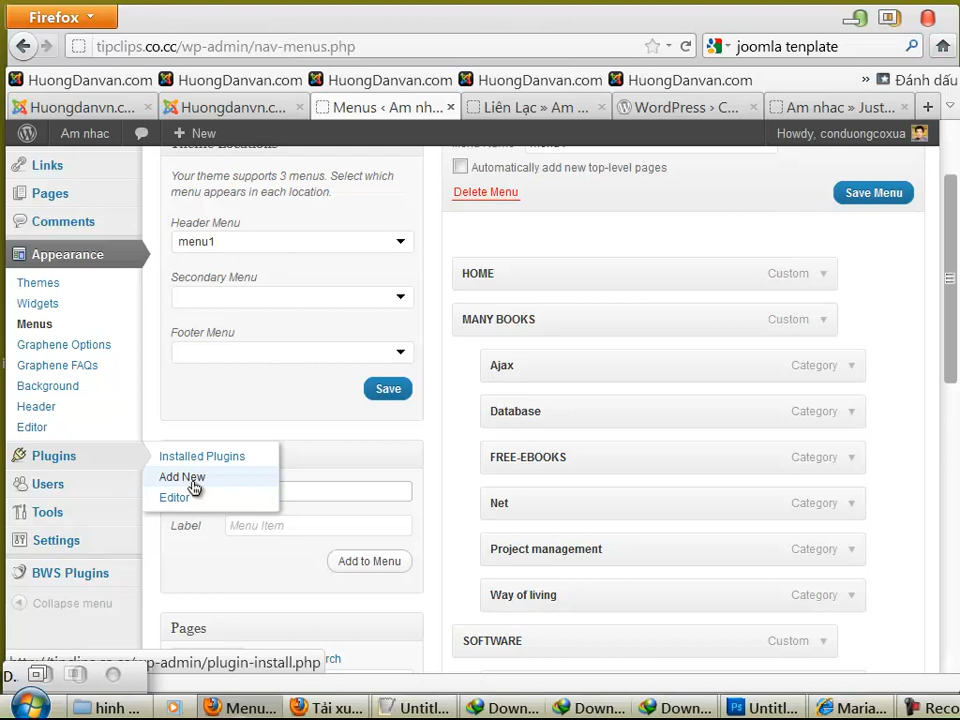 Firefox
tipclips.co.cc/wp-admin/nav-menus.php
joomla tenplate
HuongDanvan.com
HuongDanvan.com
HuongDanvan.com
HuongDanvan.com
HuongDanvan.com
» Đánh dấu
Huongdanvn.c...
Huongdanvn.c...
Menus ‹ Am nh...
Liên Lạc » Am ...
WordPress › C...
Am nhac » Just...
Am nhac
New
Howdy, conduongcoxua
Links
Pages
Comments
Appearance
Themes
Widgets
Menus
Graphene Options
Graphene FAQs
Background
Header
Editor
Plugins
Users
Tools
Settings
BWS Plugins
Collapse menu
Installed Plugins
Add New
Editor
Theme Locations
Your theme supports 3 menus. Select which
menu appears in each location.
Header Menu
menu1
Secondary Menu
Footer Menu
Save
Label
Menu Item
Add to Menu
Pages
Automatically add new top-level pages
Delete Menu
Save Menu
HOME Custom
MANY BOOKS Custom
Ajax Category
Database Category
FREE-EBOOKS Category
Net Category
Project management Category
Way of living Category
SOFTWARE Custom
wp-admin/plugin-install.php
D.
hinh ...
Menu...
Tải xu...
Untitl...
Down...
Down...
Down...
Untitl...
Maria...
Reco